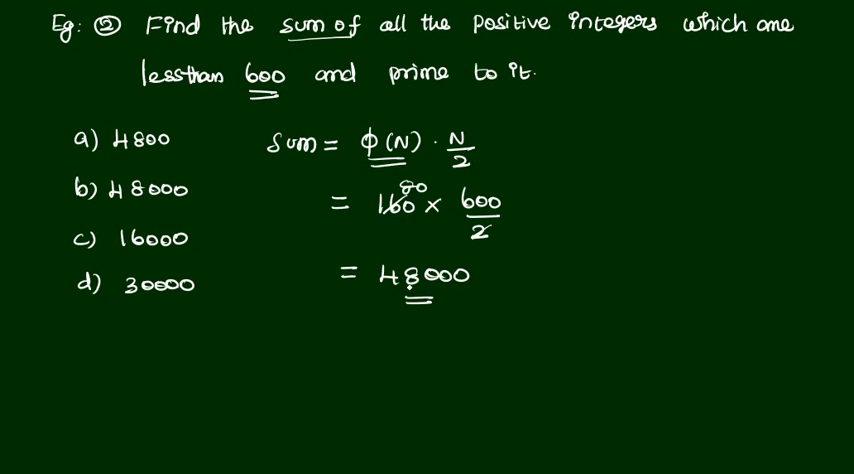 Eg: ② Find the sum of all the positive integers which are
less than 600 and prime to it.
a) 4800
b) 48000
c) 16000
d) 30000
Sum = φ(N) · N/2
= 160 80 × 600/2
= 48000